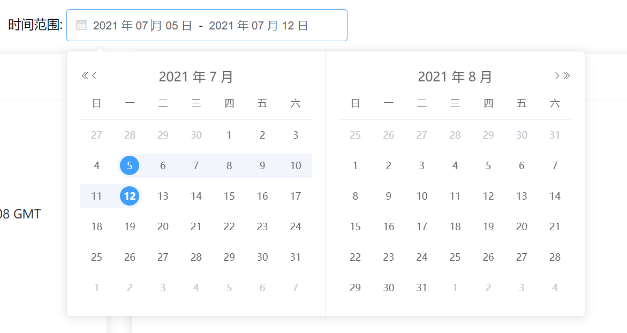 时间范围: 2021 年 07 月 05 日 - 2021 年 07 月 12 日
2021 年 7 月
日 一 二 三 四 五 六
27 28 29 30 1 2 3
4 5 6 7 8 9 10
11 12 13 14 15 16 17
18 19 20 21 22 23 24
25 26 27 28 29 30 31
1 2 3 4 5 6 7
2021 年 8 月
日 一 二 三 四 五 六
25 26 27 28 29 30 31
1 2 3 4 5 6 7
8 9 10 11 12 13 14
15 16 17 18 19 20 21
22 23 24 25 26 27 28
29 30 31 1 2 3 4
08 GMT